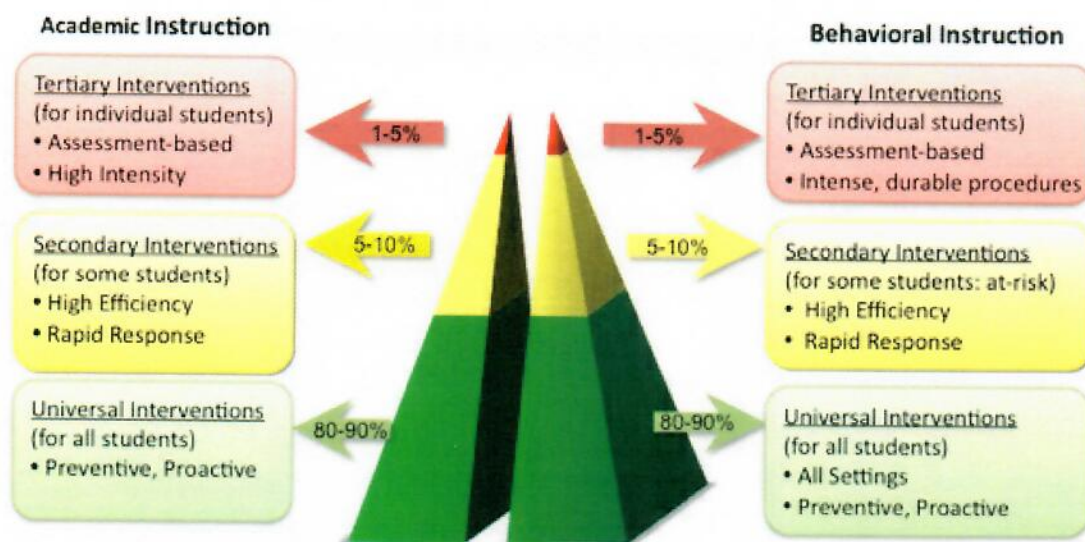 Academic Instruction
Tertiary Interventions
(for individual students)
• Assessment-based
• High Intensity
1-5%
Secondary Interventions
(for some students)
• High Efficiency
• Rapid Response
5-10%
Universal Interventions
(for all students)
• Preventive, Proactive
80-90%
Behavioral Instruction
1-5%
Tertiary Interventions
(for individual students)
• Assessment-based
• Intense, durable procedures
5-10%
Secondary Interventions
(for some students: at-risk)
• High Efficiency
• Rapid Response
80-90%
Universal Interventions
(for all students)
• All Settings
• Preventive, Proactive